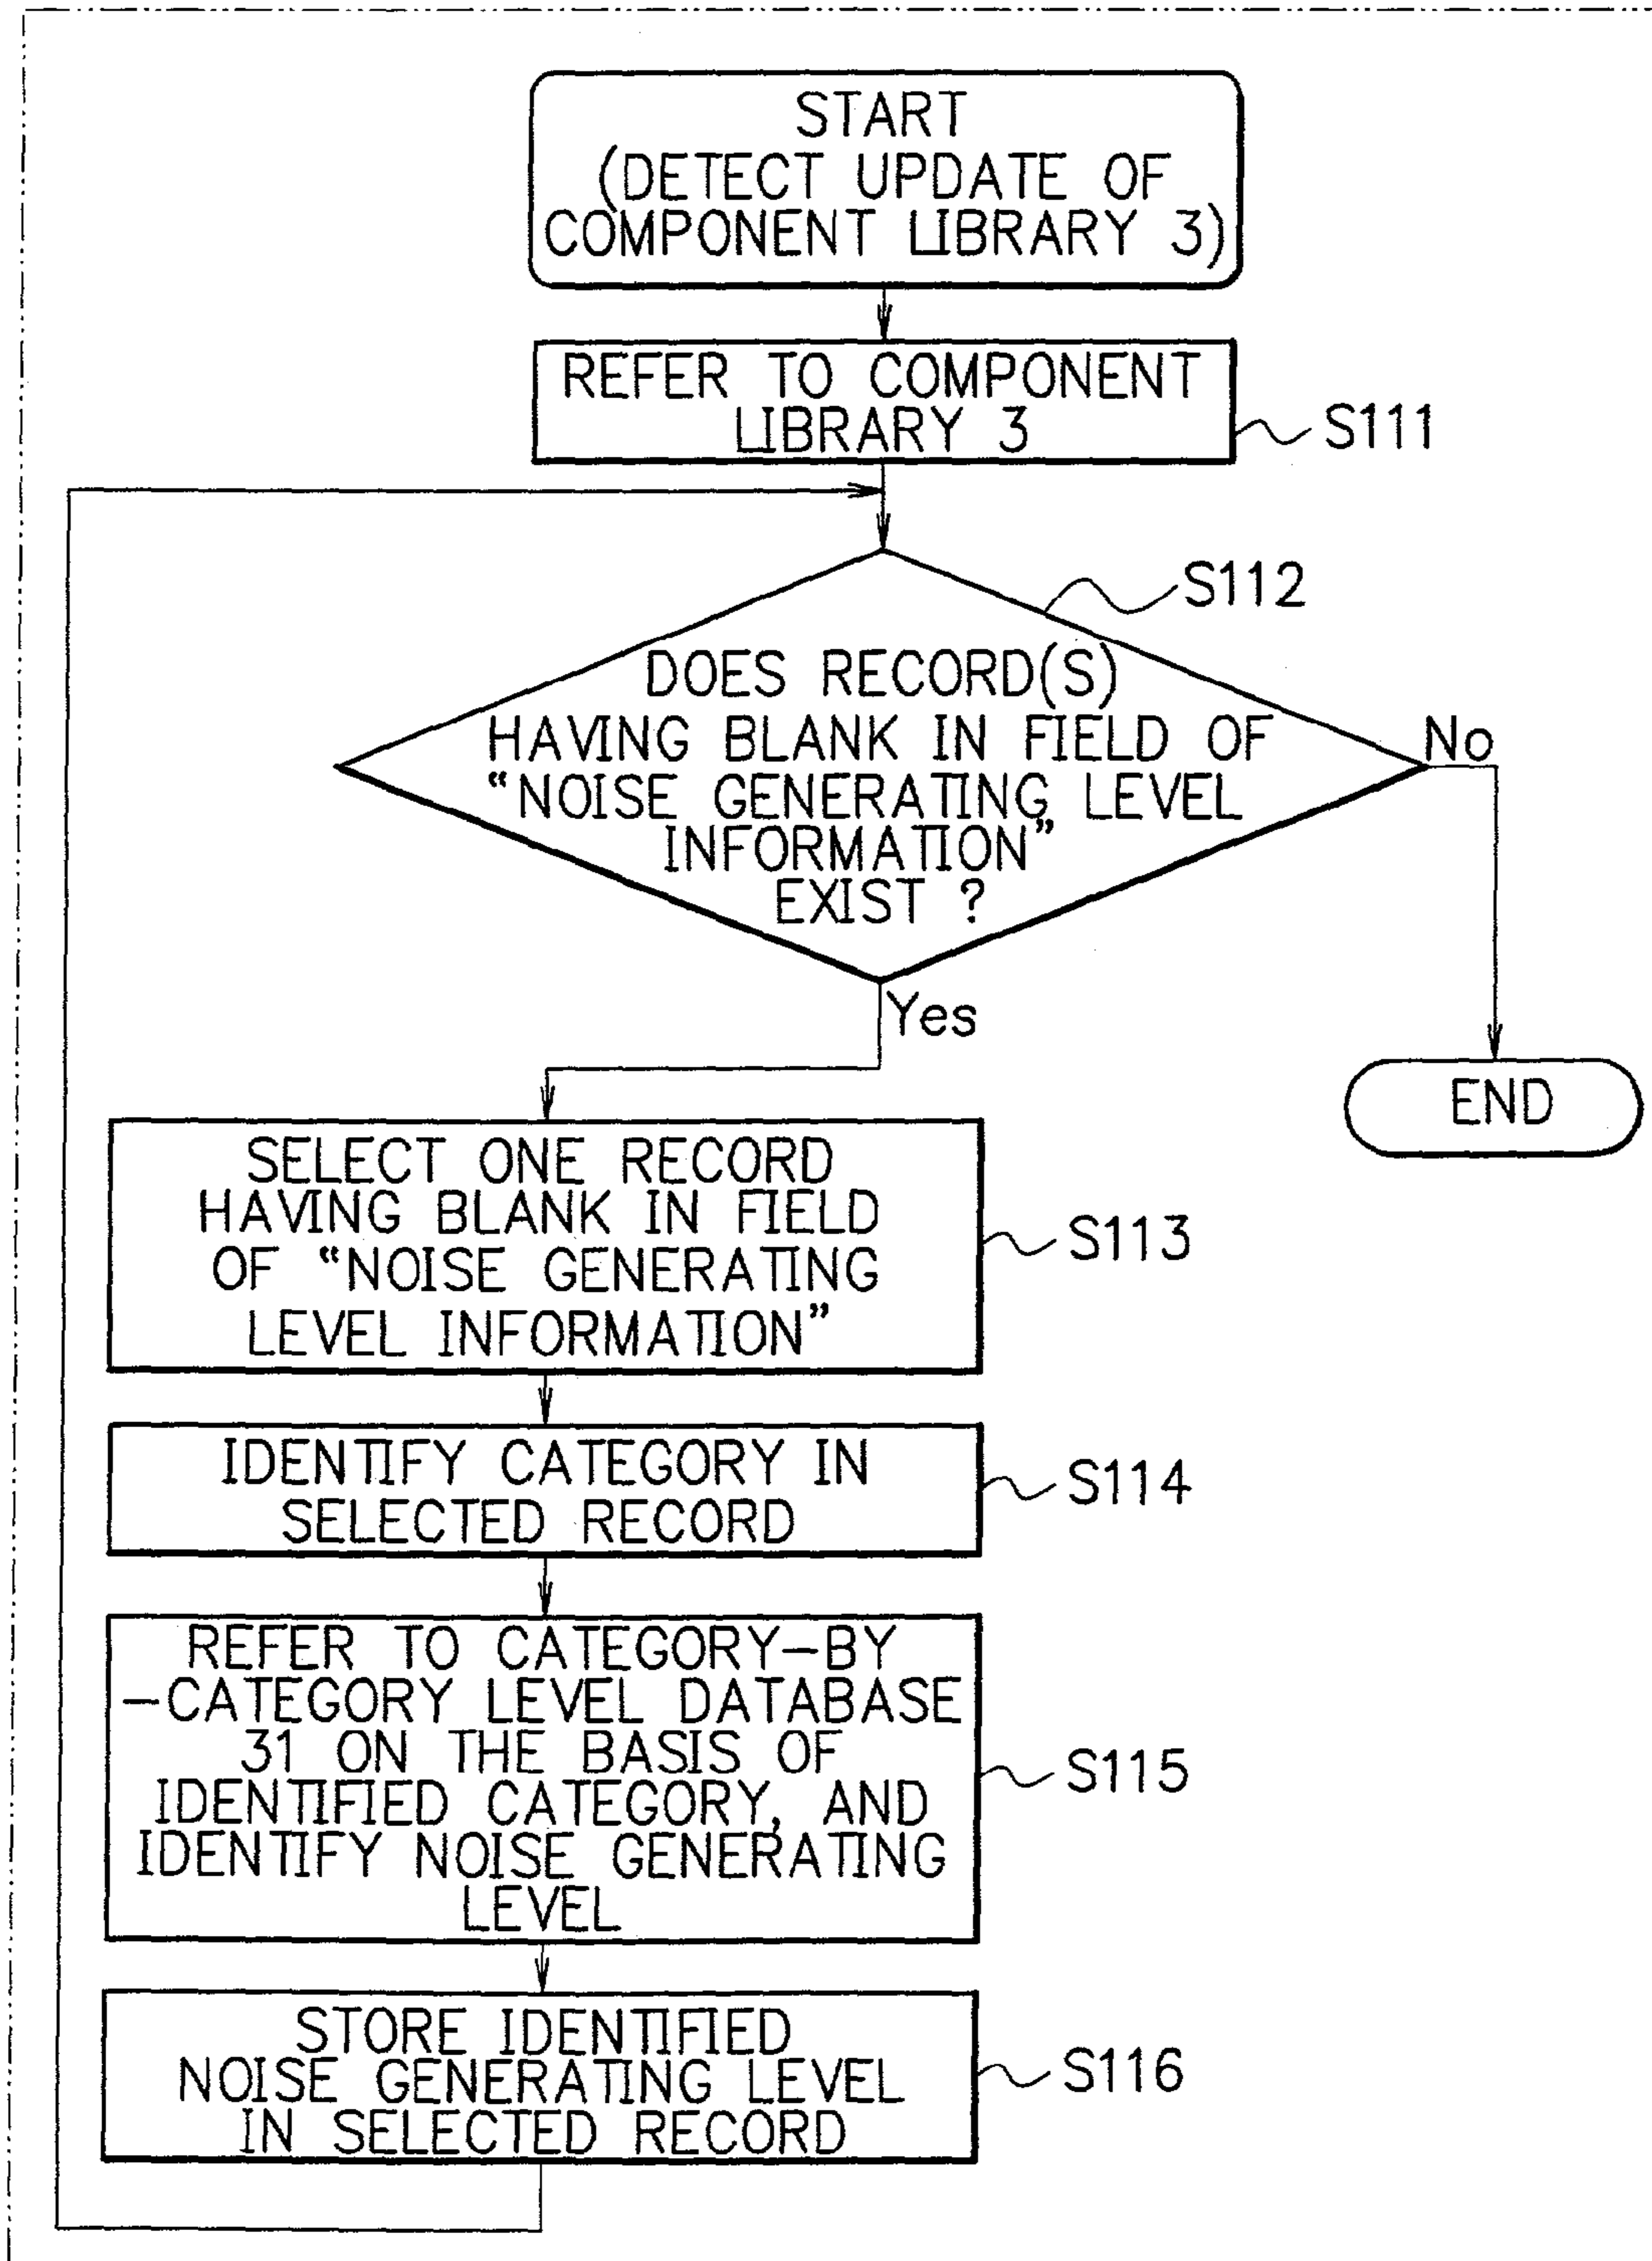 START
(DETECT UPDATE OF
COMPONENT LIBRARY 3)
REFER TO COMPONENT
LIBRARY 3
S111
S112
DOES RECORD(S)
HAVING BLANK IN FIELD OF
“NOISE GENERATING LEVEL
INFORMATION”
EXIST ?
No
Yes
END
SELECT ONE RECORD
HAVING BLANK IN FIELD
OF “NOISE GENERATING
LEVEL INFORMATION”
S113
IDENTIFY CATEGORY IN
SELECTED RECORD
S114
REFER TO CATEGORY-BY
-CATEGORY LEVEL DATABASE
31 ON THE BASIS OF
IDENTIFIED CATEGORY, AND
IDENTIFY NOISE GENERATING
LEVEL
S115
STORE IDENTIFIED
NOISE GENERATING LEVEL
IN SELECTED RECORD
S116